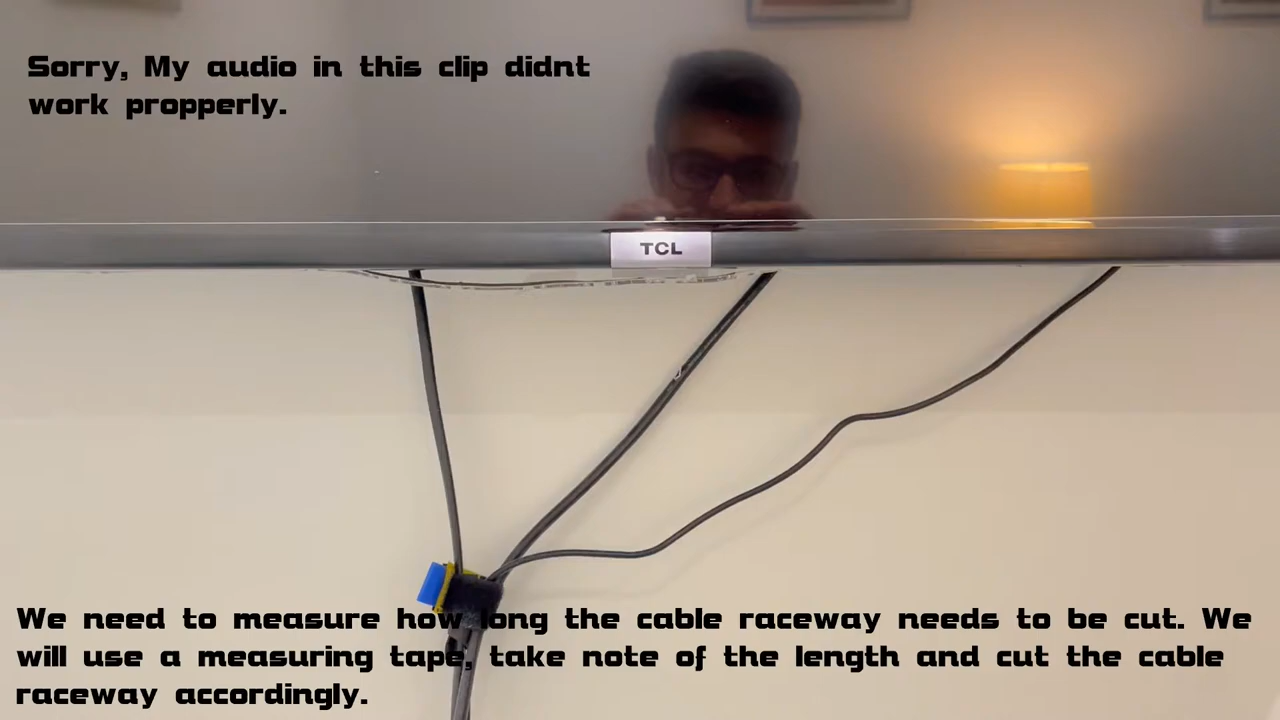 Sorry, My audio in this clip didnt
work propperly.
TCL
We need to measure how long the cable raceway needs to be cut. We
will use a measuring tape, take note of the length and cut the cable
raceway accordingly.